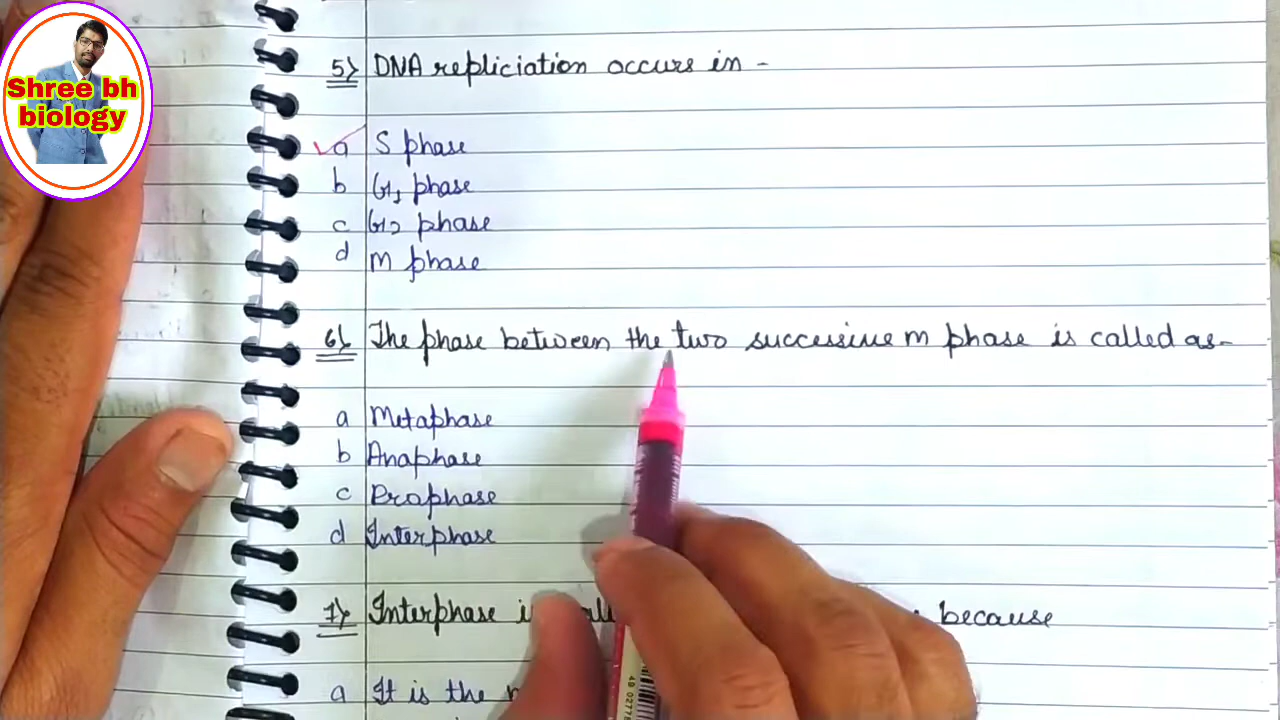 Shree bh
biology
5) DNA repliciation occurs in -
a S phase
b G1 phase
c G2 phase
d M phase
6) The phase between the two successive m phase is called as-
a Metaphase
b Anaphase
c Prophase
d Interphase
7) Interphase because
a It is the